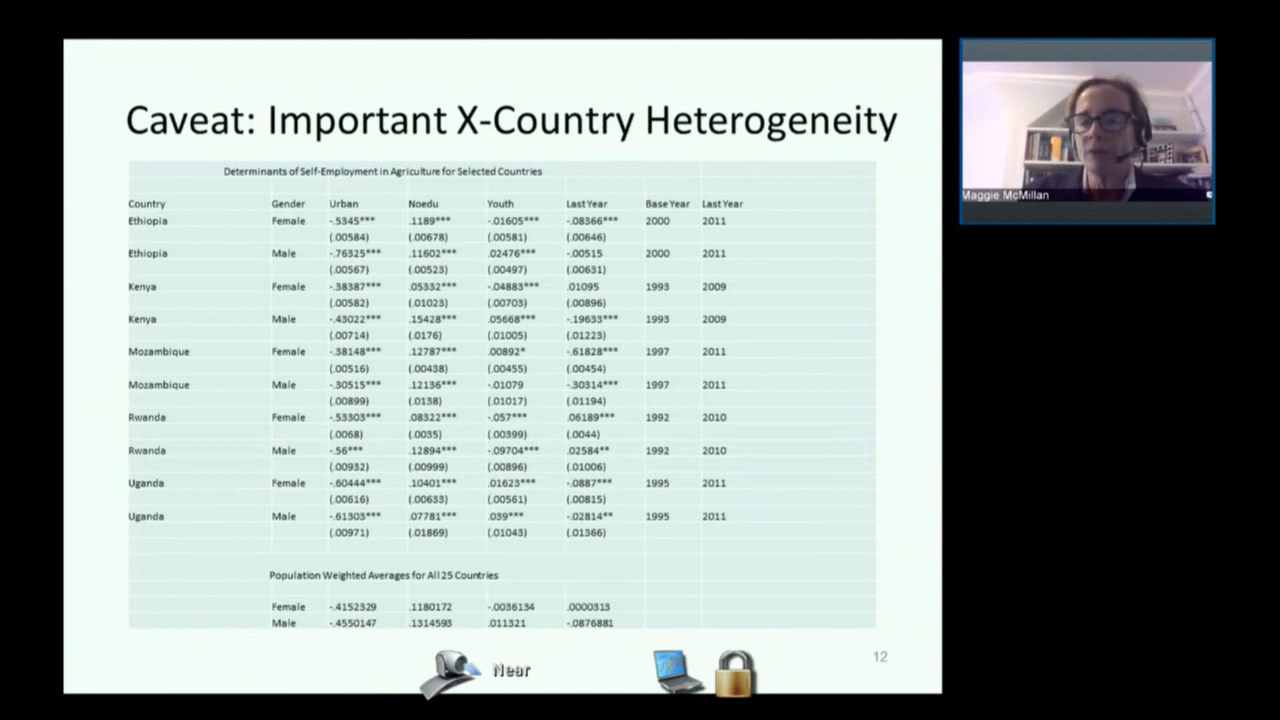 Caveat: Important X-Country Heterogeneity
Determinants of Self-Employment in Agriculture for Selected Countries
Country Gender Urban Noedu Youth Last Year Base Year Last Year
Ethiopia Female -.5345*** .1189*** -.01605*** -.08366*** 2000 2011
(.00584) (.00678) (.00581) (.00646)
Ethiopia Male -.76325*** .11602*** .02476*** -.00515 2000 2011
(.00567) (.00523) (.00497) (.00631)
Kenya Female -.38387*** .05332*** -.04883*** .01095 1993 2009
(.00582) (.01023) (.00703) (.00896)
Kenya Male -.43022*** .15428*** .05668*** -.19633*** 1993 2009
(.00714) (.0176) (.01005) (.01223)
Mozambique Female -.38148*** .12787*** .00892* -.61828*** 1997 2011
(.00516) (.00438) (.00455) (.00454)
Mozambique Male -.30515*** .12136*** -.01079 -.30314*** 1997 2011
(.00899) (.0138) (.01017) (.01194)
Rwanda Female -.53303*** .08322*** -.057*** .06189*** 1992 2010
(.0068) (.0035) (.00399) (.0044)
Rwanda Male -.56*** .12894*** -.09704*** .02584** 1992 2010
(.00932) (.00999) (.00896) (.01006)
Uganda Female -.60444*** .10401*** .01623*** -.0887*** 1995 2011
(.00616) (.00633) (.00561) (.00815)
Uganda Male -.61303*** .07781*** .039*** -.02814** 1995 2011
(.00971) (.01869) (.01043) (.01366)
Population Weighted Averages for All 25 Countries
Female -.4152329 .1180172 -.0036134 .0000313
Male -.4550147 .1314593 .011321 -.0876881
12
Near
Maggie McMillan